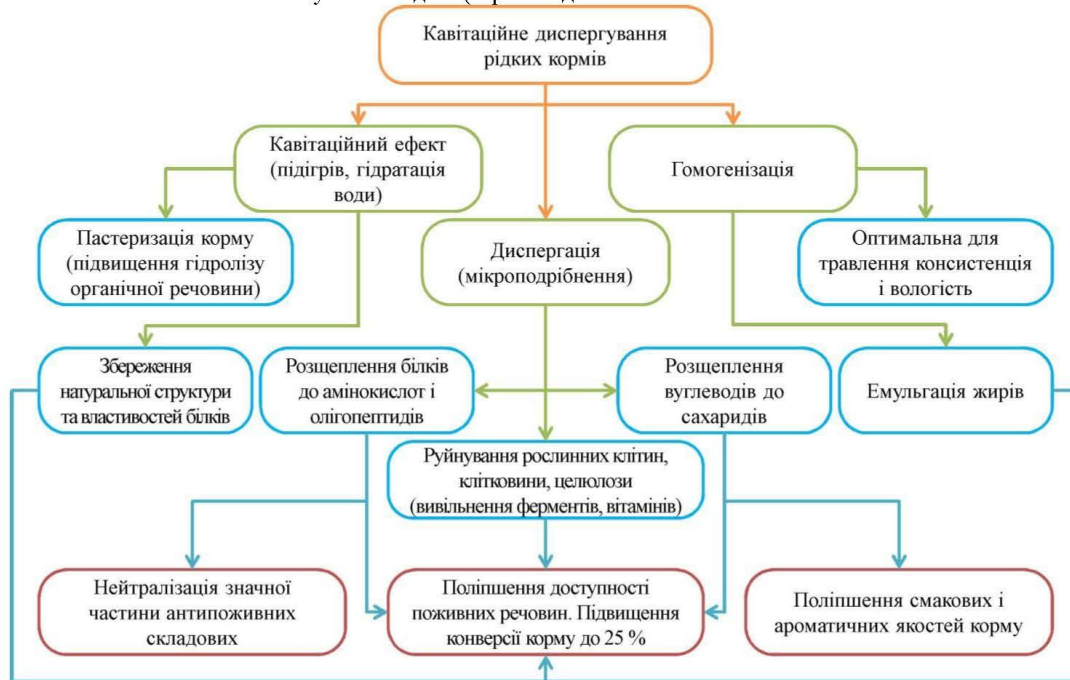 Кавітаційне диспергування
рідких кормів
Кавітаційний ефект
(підігрів, гідратація
води)
Гомогенізація
Пастеризація корму
(підвищення гідролізу
органічної речовини)
Диспергація
(мікроподрібнення)
Оптимальна для
травлення консистенція
і вологість
Збереження
натуральної структури
та властивостей білків
Розщеплення білків
до амінокислот і
олігопептидів
Розщеплення
вуглеводів до
сахаридів
Емульгація жирів
Руйнування рослинних клітин,
клітковини, целюлози
(вивільнення ферментів, вітамінів)
Нейтралізація значної
частини антипоживних
складових
Поліпшення доступності
поживних речовин. Підвищення
конверсії корму до 25 %
Поліпшення смакових і
ароматичних якостей корму